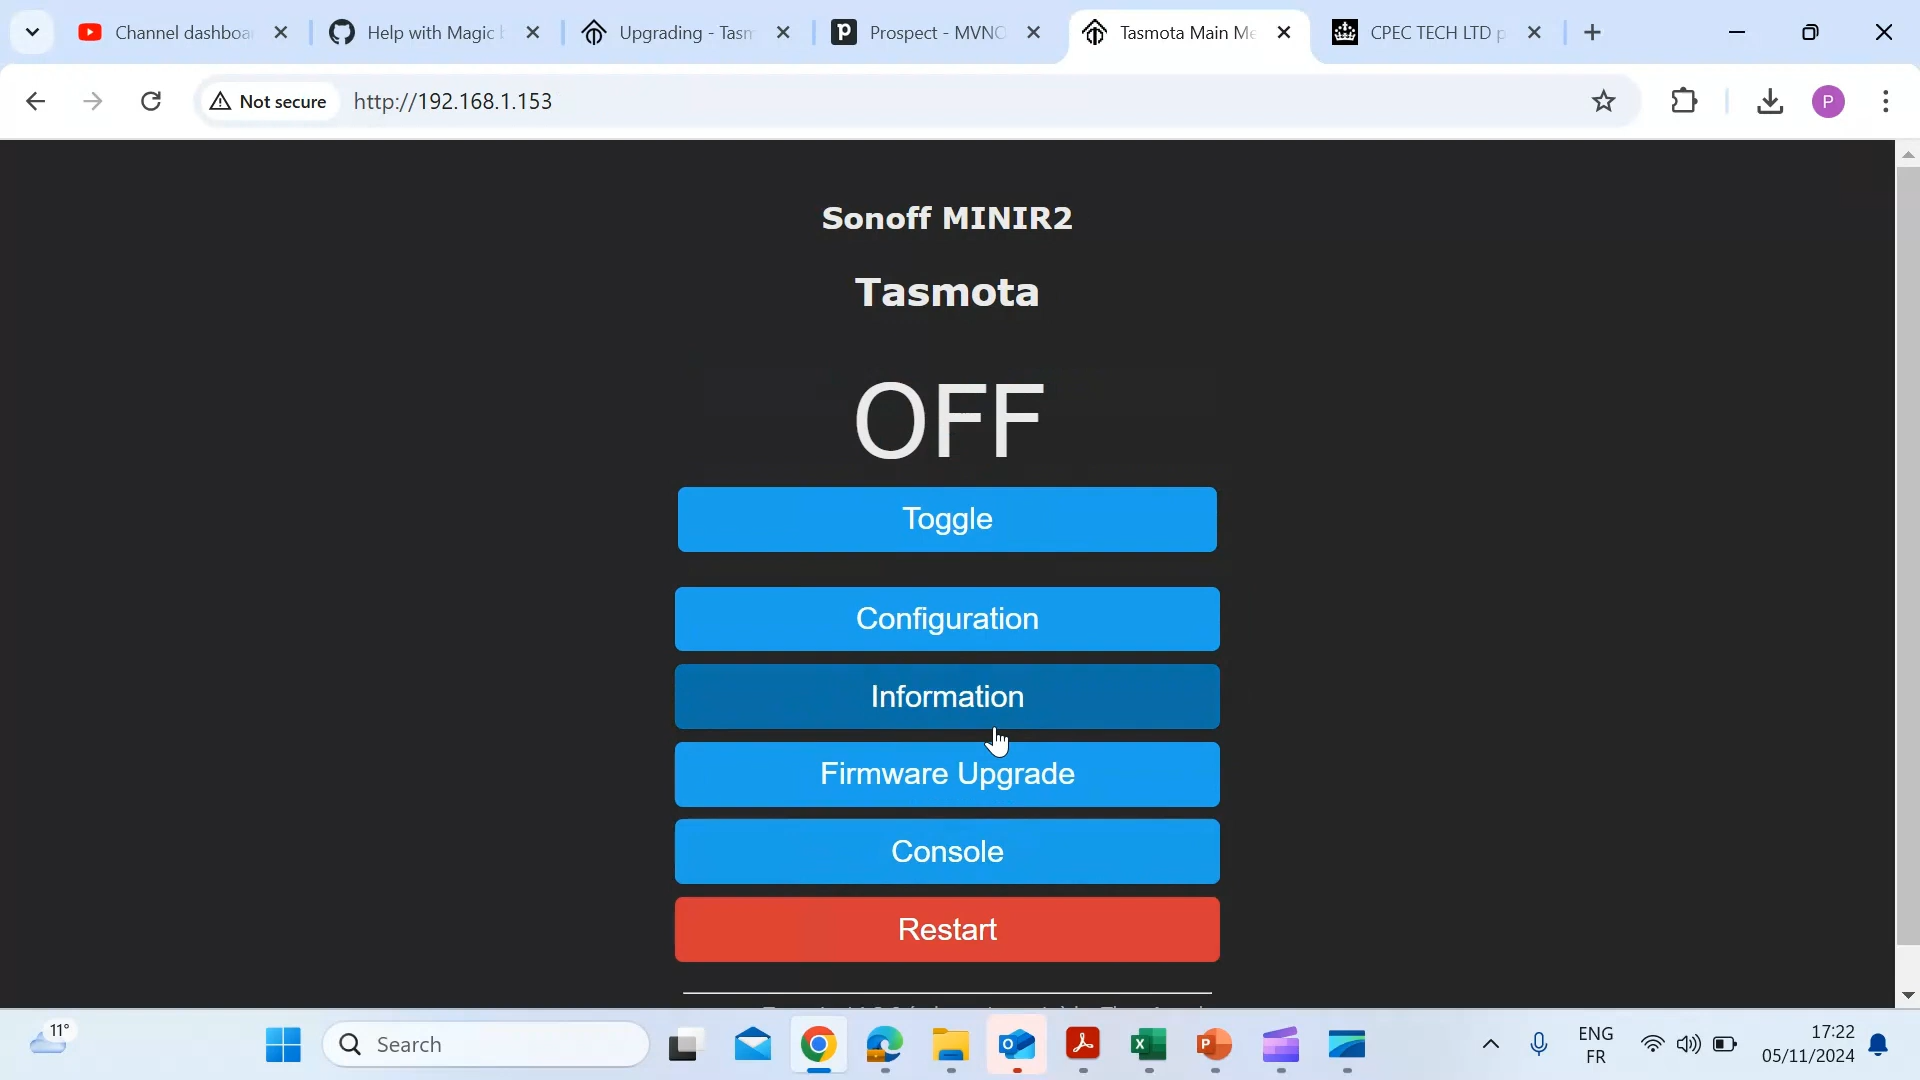 Channel dashboa
Help with Magic
Upgrading - Tasm
Prospect - MVNO
Tasmota Main Me
CPEC TECH LTD p
Not secure
http://192.168.1.153
P
Sonoff MINIR2
Tasmota
OFF
Toggle
Configuration
Information
Firmware Upgrade
Console
Restart
11°
Search
ENG
FR
17:22
05/11/2024